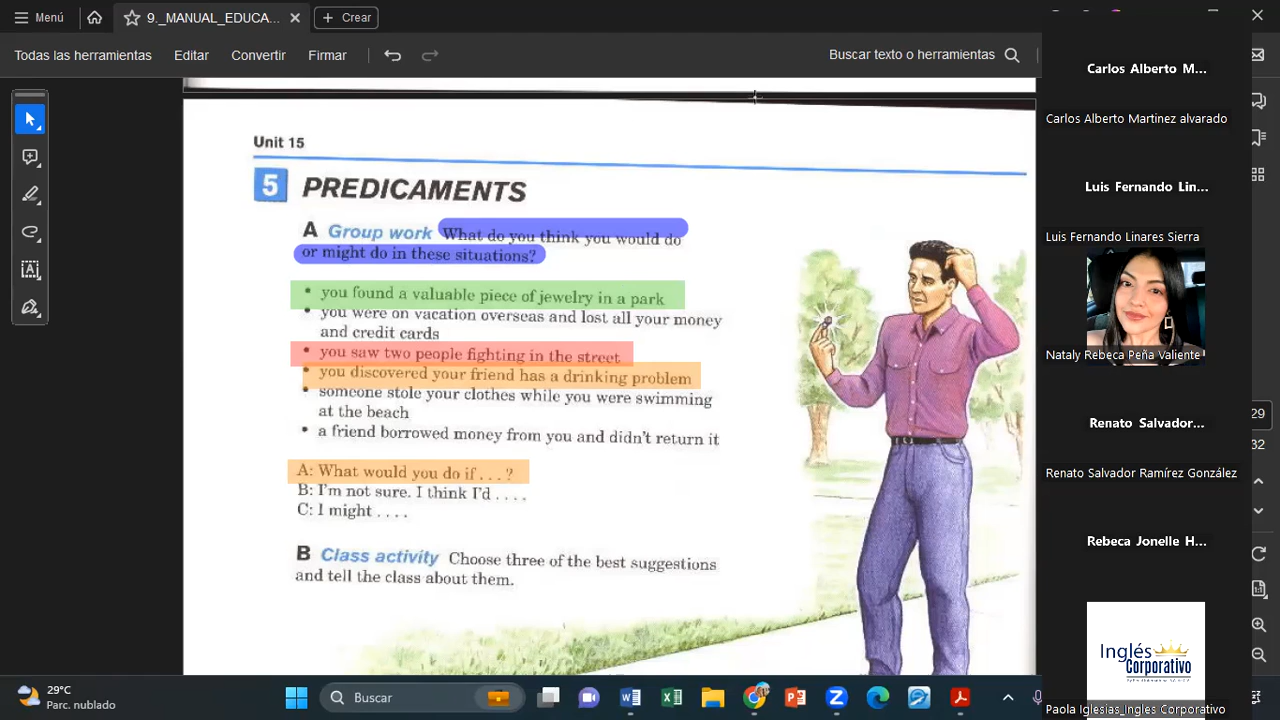 Menú
9._MANUAL_EDUCA...
Crear
Todas las herramientas
Editar
Convertir
Firmar
Buscar texto o herramientas
Unit 15
5 PREDICAMENTS
A Group work What do you think you would do
or might do in these situations?
• you found a valuable piece of jewelry in a park
• you were on vacation overseas and lost all your money
and credit cards
• you saw two people fighting in the street
• you discovered your friend has a drinking problem
• someone stole your clothes while you were swimming
at the beach
• a friend borrowed money from you and didn't return it
A: What would you do if . . . ?
B: I'm not sure. I think I'd . . . .
C: I might . . . .
B Class activity Choose three of the best suggestions
and tell the class about them.
Carlos Alberto M...
Carlos Alberto Martinez alvarado
Luis Fernando Lin...
Luis Fernando Linares Sierra
Nataly Rebeca Peña Valiente
Renato Salvador...
Renato Salvador Ramírez González
Rebeca Jonelle H...
Inglés
Corporativo
Paola Iglesias_Ingles Corporativo
29
32
29°C
Parc. nublado
Buscar